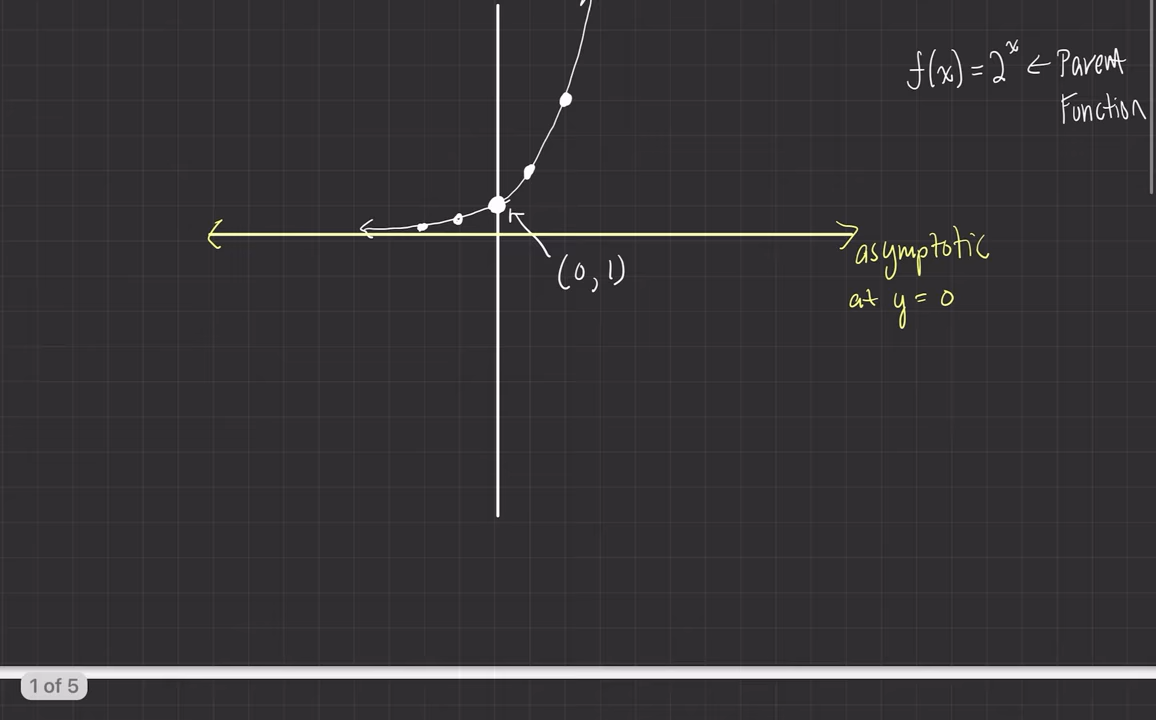 f(x) = 2^x ← Parent
Function
asymptotic
at y = 0
(0, 1)
1 of 5